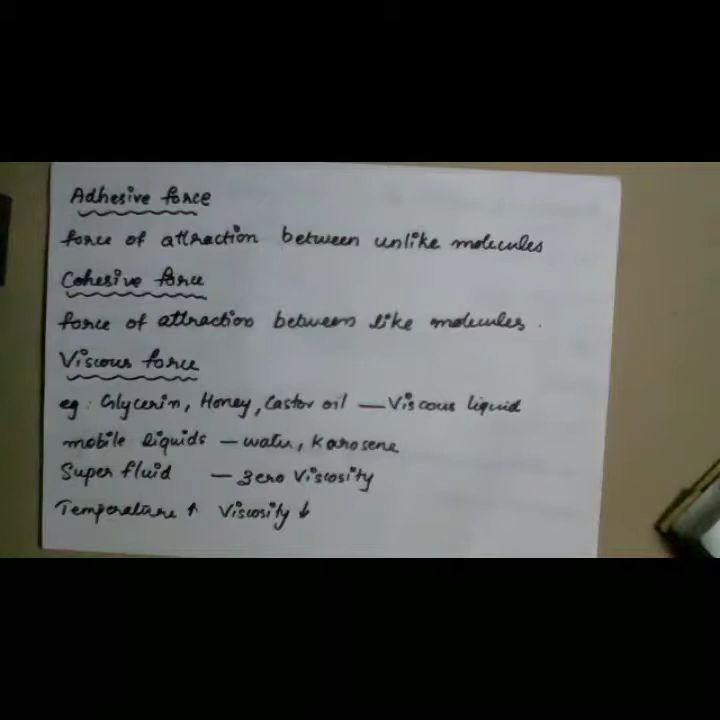 Adhesive force
force of attraction between unlike molecules
Cohesive force
force of attraction between like molecules.
Viscous force
eg: Glycerin, Honey, Castor oil — Viscous liquid
mobile liquids — water, Karosene
Super fluid — Zero Viscosity
Temperature ↑ Viscosity ↓